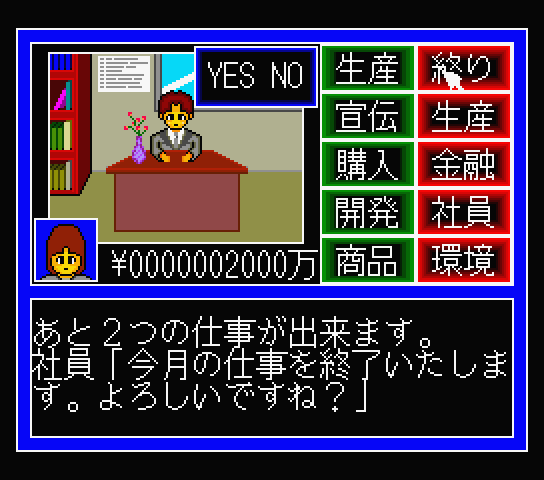 YES NO
生産 終り
宣伝 生産
購入 金融
開発 社員
商品 環境
¥0000002000万
あと2つの仕事が出来ます。
社員「今月の仕事を終了いたしま
す。よろしいですね?」